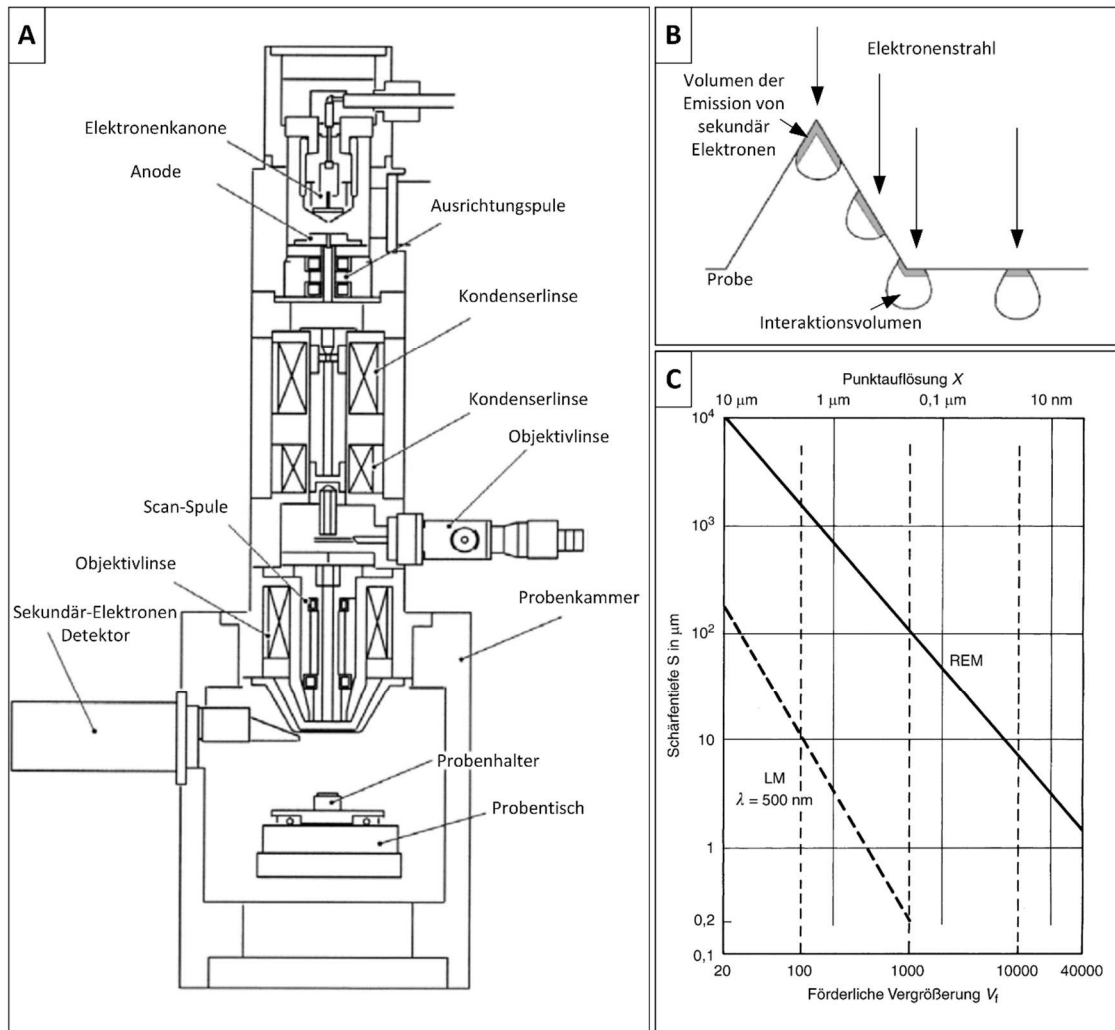 A
Elektronenkanone
Anode
Ausrichtungspule
Kondenserlinse
Kondenserlinse
Objektivlinse
Scan-Spule
Objektivlinse
Sekundär-Elektronen
Detektor
Probenkammer
Probenhalter
Probentisch
B
Elektronenstrahl
Volumen der
Emission von
sekundär
Elektronen
Probe
Interaktionsvolumen
C
Punktauflösung X
10 µm 1 µm 0,1 µm 10 nm
Schärfentiefe S in µm
10⁴
10³
10²
10
1
0,2
0,1
REM
LM
λ = 500 nm
20 100 1000 10000 40000
Förderliche Vergrößerung Vf